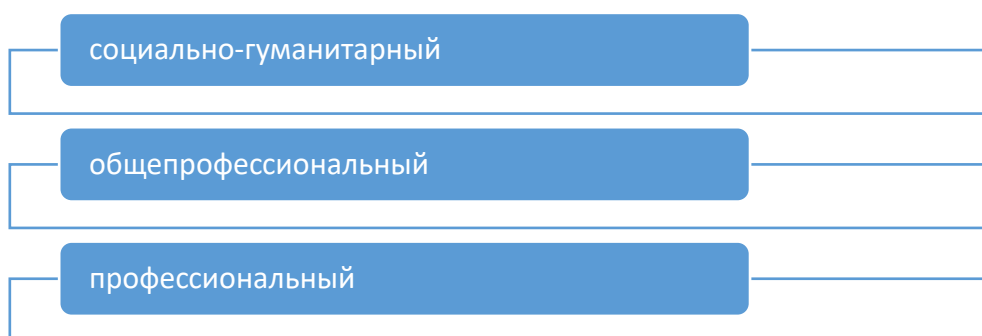 социально-гуманитарный
общепрофессиональный
профессиональный